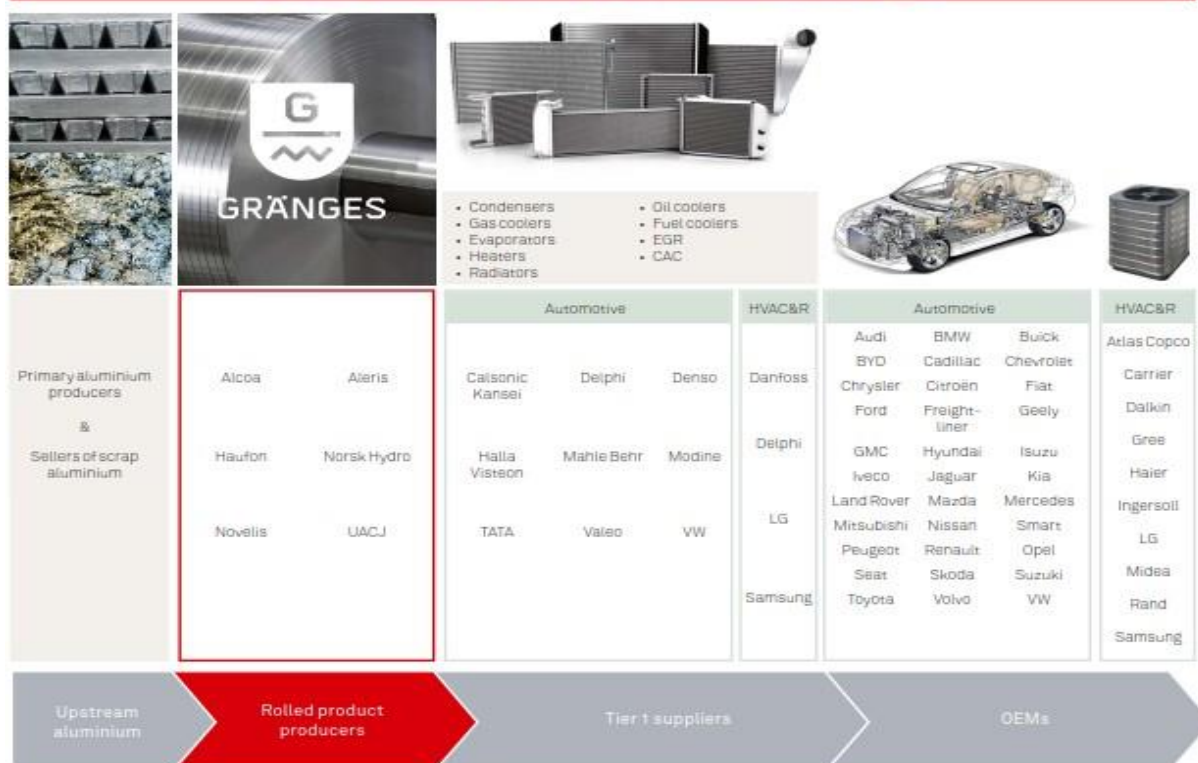 G
GRÄNGES
• Condensers
• Gas coolers
• Evaporators
• Heaters
• Radiators
• Oil coolers
• Fuel coolers
• EGR
• CAC
Primary aluminium
producers
&
Sellers of scrap
aluminium
Alcoa Aleris
Haufon Norsk Hydro
Novelis UACJ
Automotive
Calsonic
Kansei
Delphi Denso
Halla
Visteon
Mahle Behr Modine
TATA Valeo VW
HVAC&R
Danfoss
Delphi
LG
Samsung
Automotive
Audi BMW Buick
BYD Cadillac Chevrolet
Chrysler Citroën Fiat
Ford Freight-
liner
Geely
GMC Hyundai Isuzu
Iveco Jaguar Kia
Land Rover Mazda Mercedes
Mitsubishi Nissan Smart
Peugeot Renault Opel
Seat Skoda Suzuki
Toyota Volvo VW
HVAC&R
Atlas Copco
Carrier
Dalkin
Gree
Haier
Ingersoll
LG
Midea
Rand
Samsung
Upstream
aluminium
Rolled product
producers
Tier 1 suppliers
OEMs